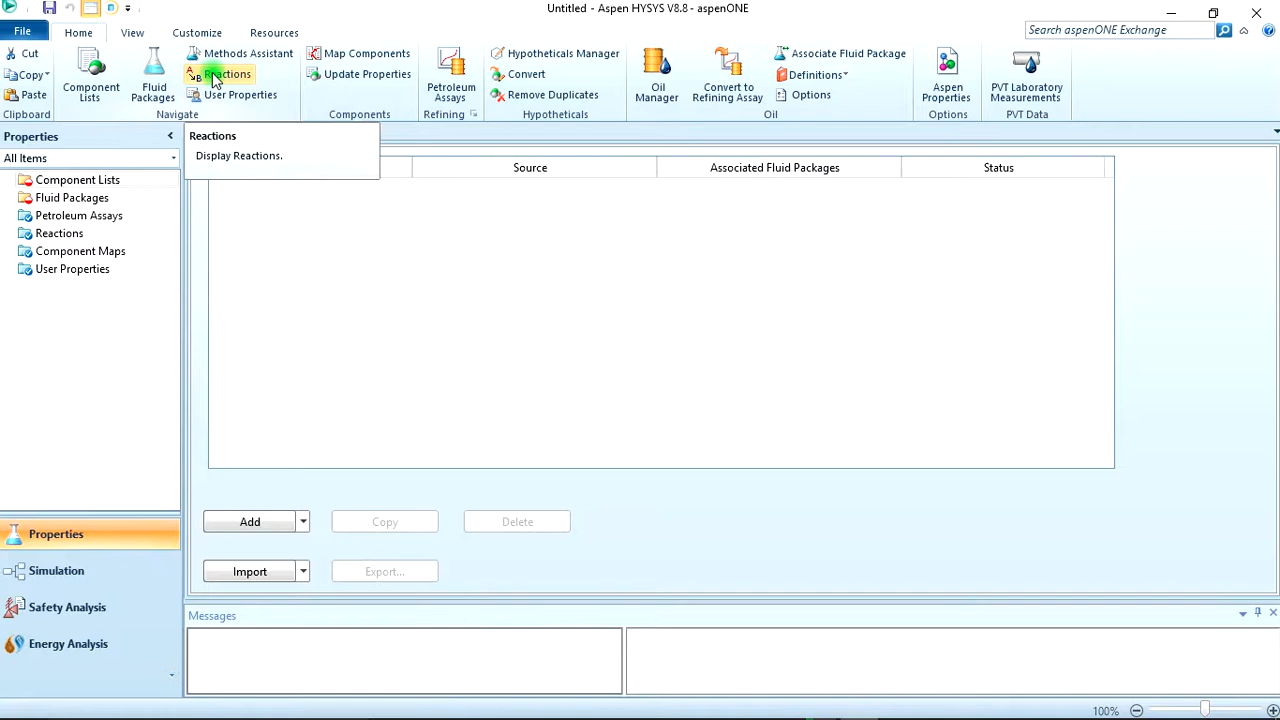 Untitled - Aspen HYSYS V8.8 - aspenONE
File
Home
View
Customize
Resources
Search aspenONE Exchange
Cut
Copy
Paste
Clipboard
Component
Lists
Fluid
Packages
Methods Assistant
Reactions
User Properties
Navigate
Map Components
Update Properties
Components
Petroleum
Assays
Refining
Hypotheticals Manager
Convert
Remove Duplicates
Hypotheticals
Oil
Manager
Convert to
Refining Assay
Associate Fluid Package
Definitions
Options
Oil
Aspen
Properties
Options
PVT Laboratory
Measurements
PVT Data
Properties
All Items
Component Lists
Fluid Packages
Petroleum Assays
Reactions
Component Maps
User Properties
Reactions
Display Reactions.
Source
Associated Fluid Packages
Status
Add
Copy
Delete
Import
Export...
Properties
Simulation
Safety Analysis
Energy Analysis
Messages
100%